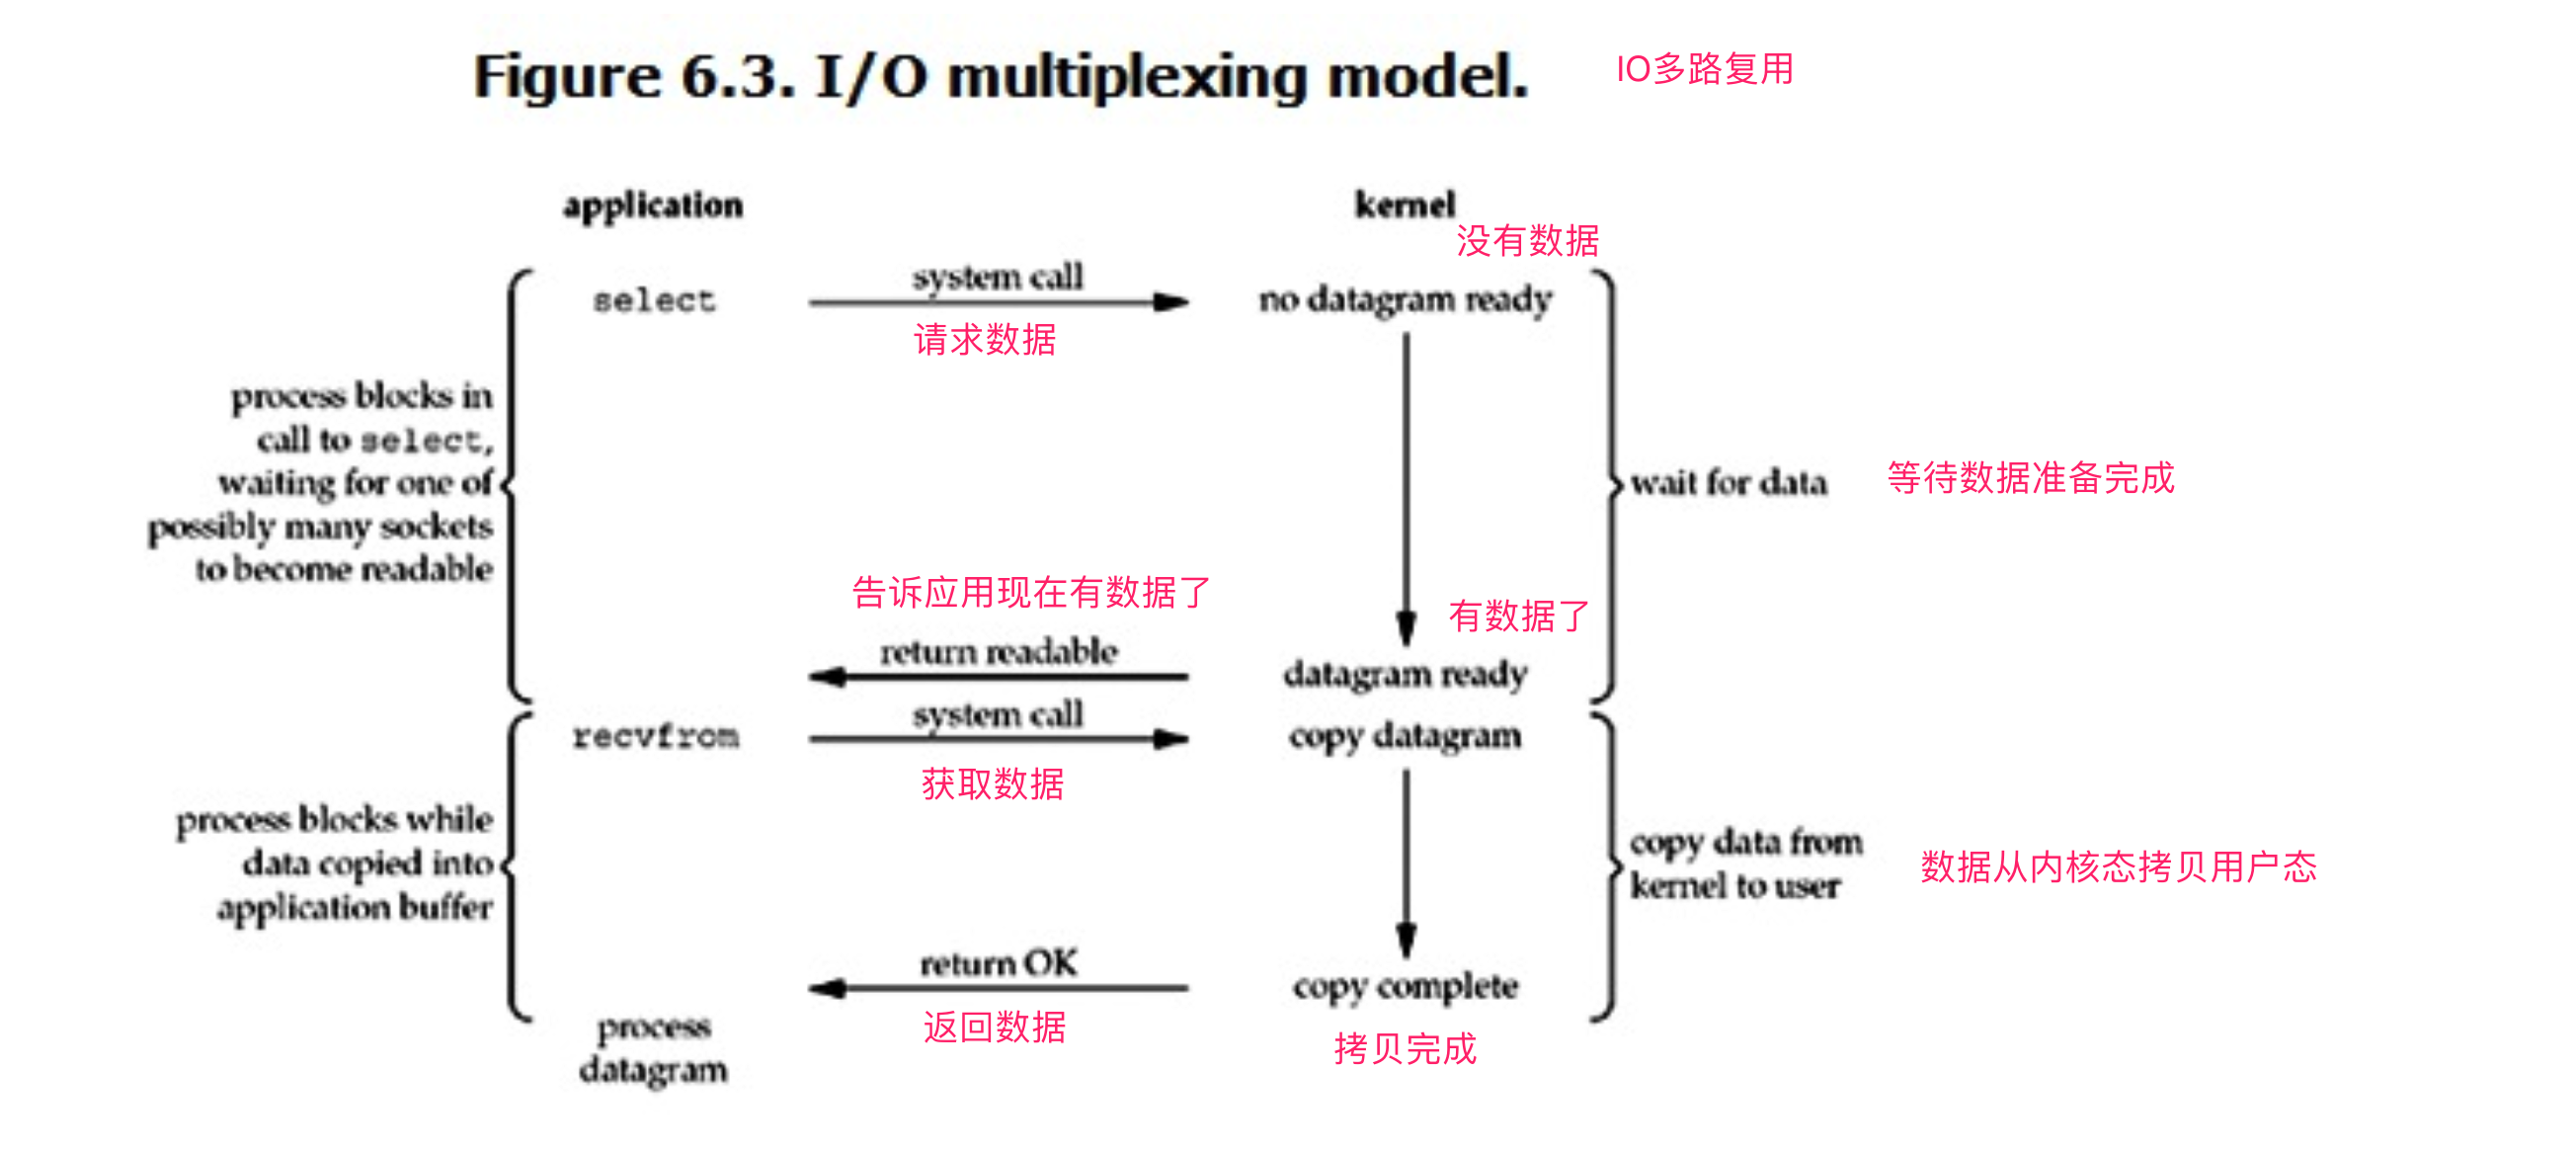 Figure 6.3. I/O multiplexing model.
IO多路复用
application
kernel
没有数据
select
system call
no datagram ready
请求数据
process blocks in
call to select,
waiting for one of
possibly many sockets
to become readable
wait for data
等待数据准备完成
告诉应用现在有数据了
有数据了
return readable
datagram ready
recvfrom
system call
copy datagram
获取数据
process blocks while
data copied into
application buffer
copy data from
kernel to user
数据从内核态拷贝用户态
return OK
copy complete
返回数据
拷贝完成
process
datagram